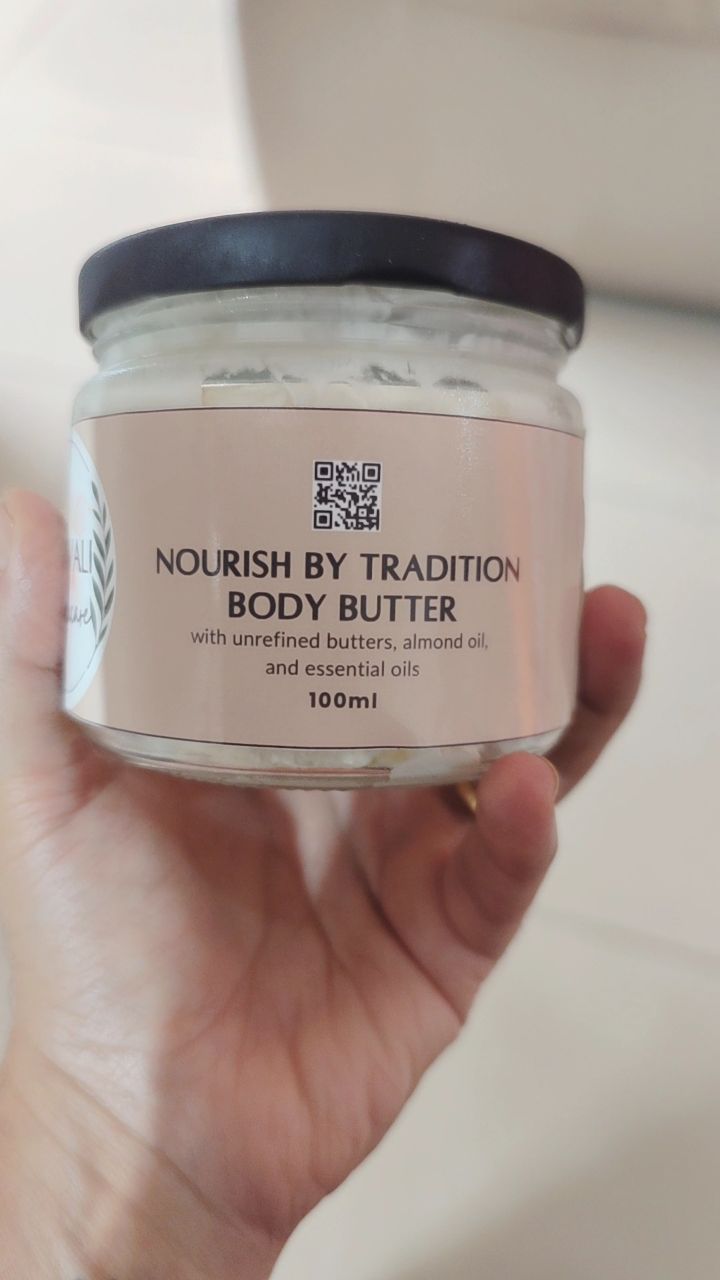 NOURISH BY TRADITION
BODY BUTTER
with unrefined butters, almond oil,
and essential oils
100ml